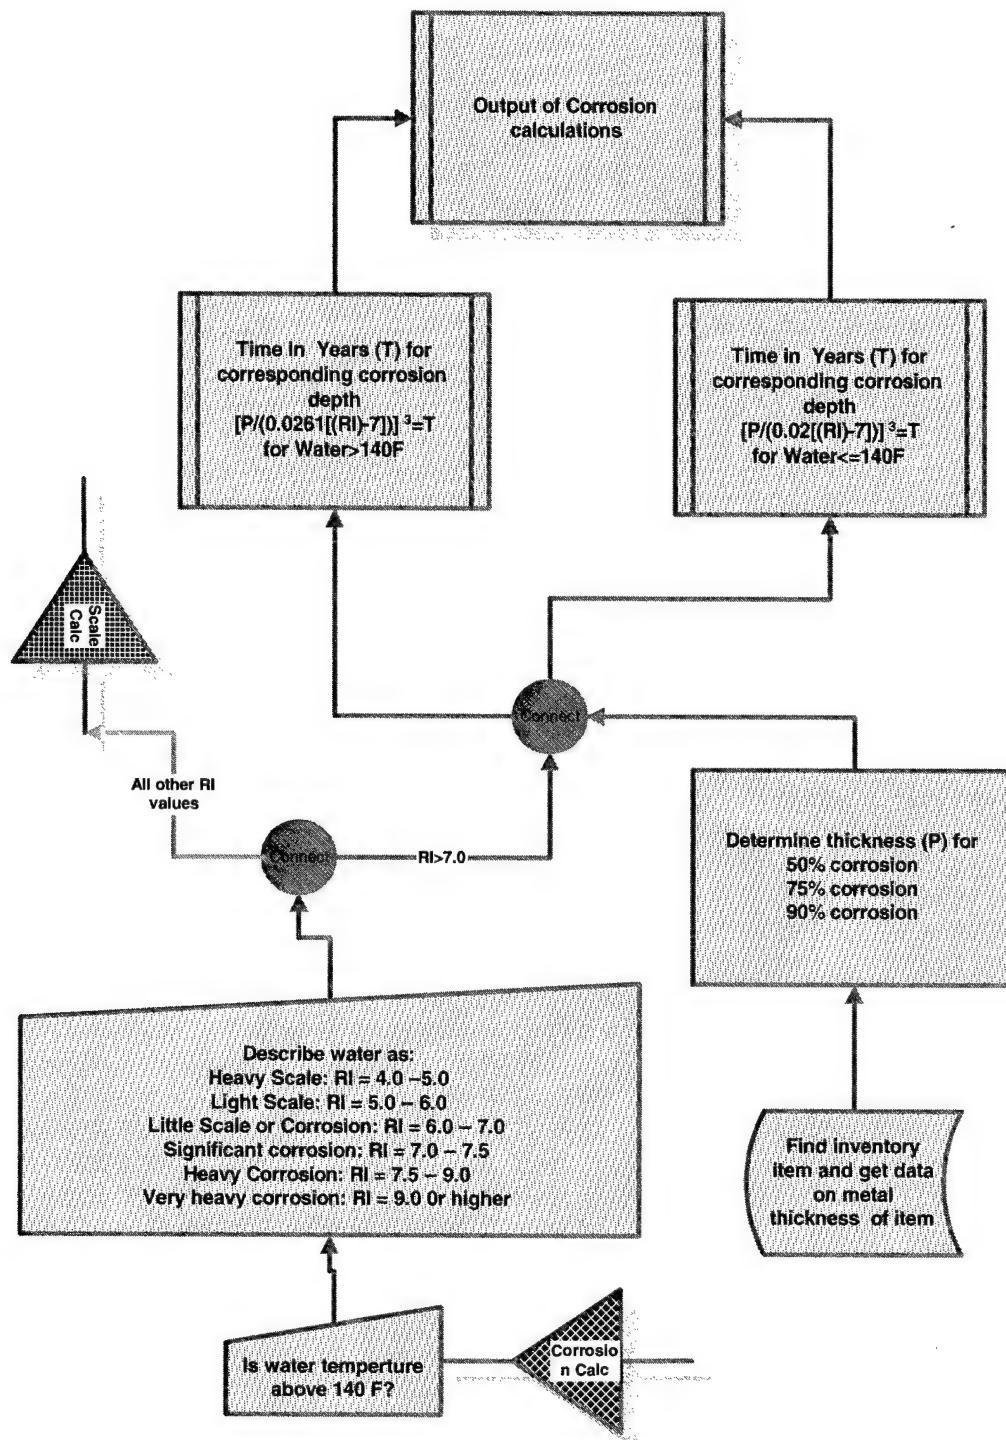 Output of Corrosion
calculations
Time in Years (T) for
corresponding corrosion
depth
[P/(0.0261[(RI)-7])] ³=T
for Water>140F
Time in Years (T) for
corresponding corrosion
depth
[P/(0.02[(RI)-7])] ³=T
for Water<=140F
Scale
Calc
Connect
All other RI
values
Connect
RI>7.0
Determine thickness (P) for
50% corrosion
75% corrosion
90% corrosion
Describe water as:
Heavy Scale: RI = 4.0 –5.0
Light Scale: RI = 5.0 – 6.0
Little Scale or Corrosion: RI = 6.0 – 7.0
Significant corrosion: RI = 7.0 – 7.5
Heavy Corrosion: RI = 7.5 – 9.0
Very heavy corrosion: RI = 9.0 0r higher
Find inventory
item and get data
on metal
thickness of item
Is water temperture
above 140 F?
Corrosio
n Calc